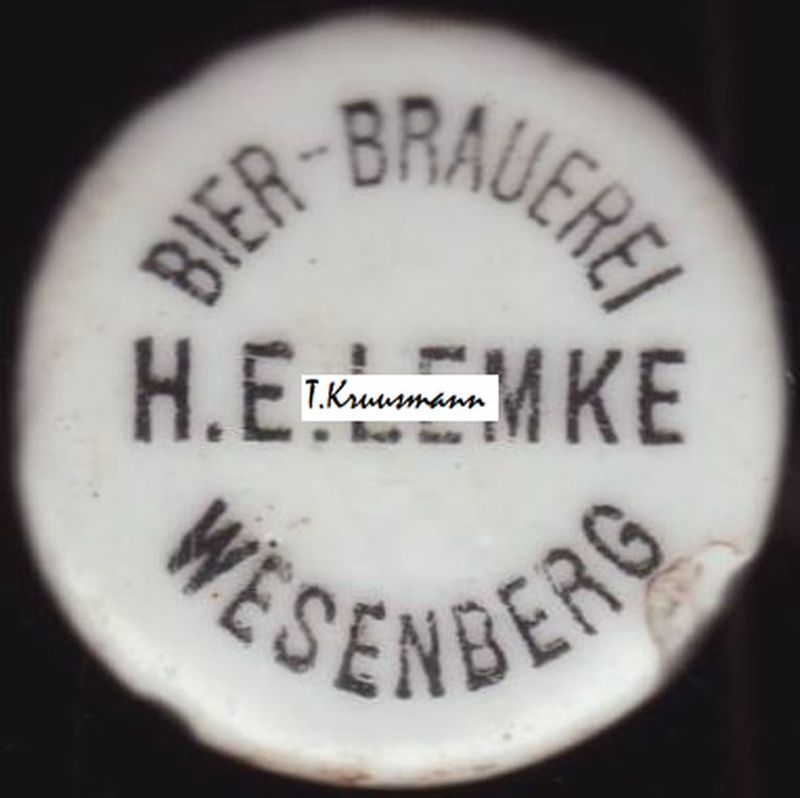 BIER-BRAUEREI
H.E.LEMKE
T.Kruusmann
WESENBERG